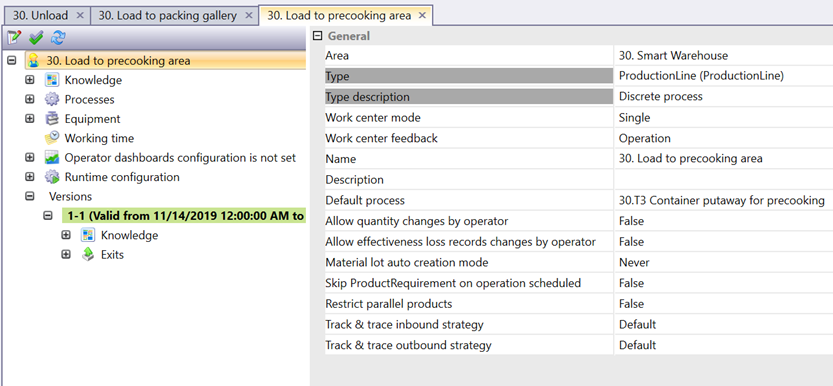 30. Unload
30. Load to packing gallery
30. Load to precooking area
30. Load to precooking area
Knowledge
Processes
Equipment
Working time
Operator dashboards configuration is not set
Runtime configuration
Versions
1-1 (Valid from 11/14/2019 12:00:00 AM to
Knowledge
Exits
General
Area 30. Smart Warehouse
Type ProductionLine (ProductionLine)
Type description Discrete process
Work center mode Single
Work center feedback Operation
Name 30. Load to precooking area
Description
Default process 30.T3 Container putaway for precooking
Allow quantity changes by operator False
Allow effectiveness loss records changes by operator False
Material lot auto creation mode Never
Skip ProductRequirement on operation scheduled False
Restrict parallel products False
Track & trace inbound strategy Default
Track & trace outbound strategy Default